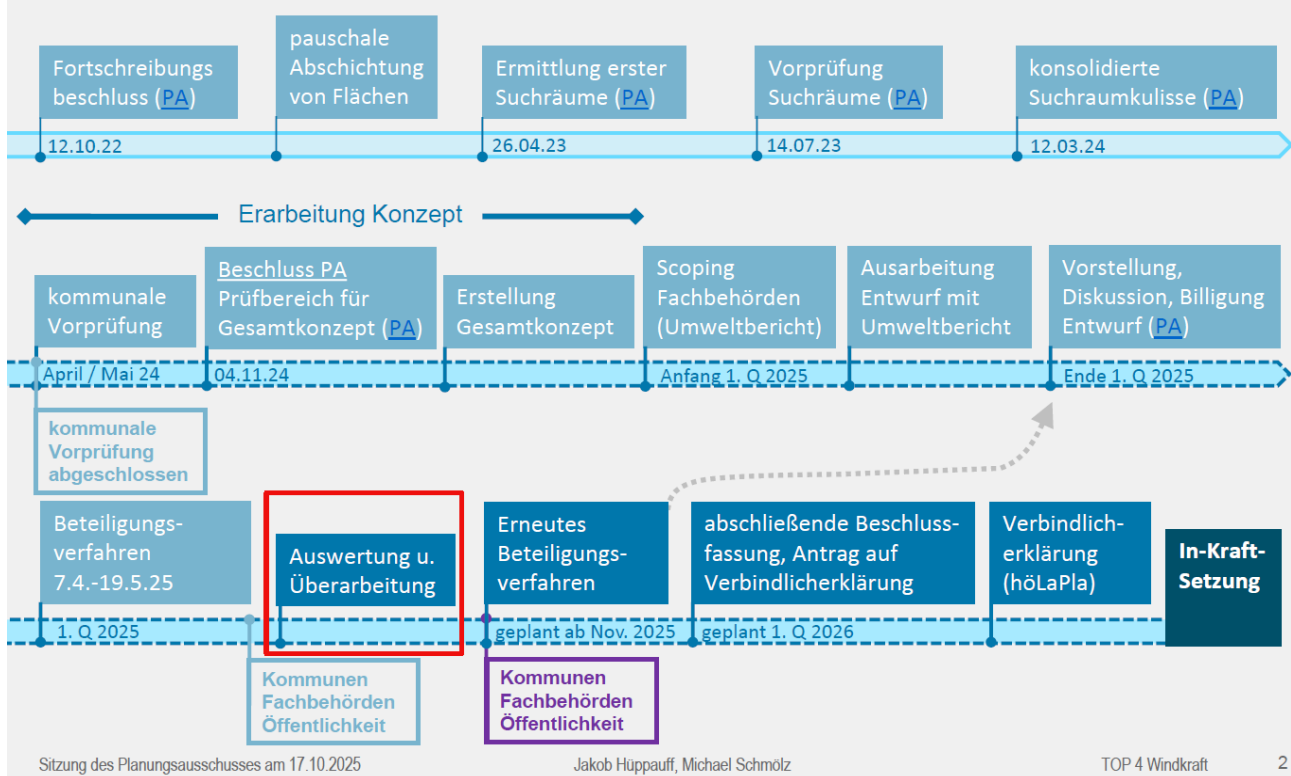 Fortschreibungs
beschluss (PA)
pauschale
Abschichtung
von Flächen
Ermittlung erster
Suchräume (PA)
Vorprüfung
Suchräume (PA)
konsolidierte
Suchraumkulisse (PA)
12.10.22
26.04.23
14.07.23
12.03.24
Erarbeitung Konzept
kommunale
Vorprüfung
Beschluss PA
Prüfbereich für
Gesamtkonzept (PA)
Erstellung
Gesamtkonzept
Scoping
Fachbehörden
(Umweltbericht)
Ausarbeitung
Entwurf mit
Umweltbericht
Vorstellung,
Diskussion, Billigung
Entwurf (PA)
April / Mai 24
04.11.24
Anfang 1. Q 2025
Ende 1. Q 2025
kommunale
Vorprüfung
abgeschlossen
Beteiligungs-
verfahren
7.4.-19.5.25
Auswertung u.
Überarbeitung
Erneutes
Beteiligungs-
verfahren
abschließende Beschluss-
fassung, Antrag auf
Verbindlicherklärung
Verbindlich-
erklärung
(höLaPla)
In-Kraft-
Setzung
1. Q 2025
geplant ab Nov. 2025
geplant 1. Q 2026
Kommunen
Fachbehörden
Öffentlichkeit
Kommunen
Fachbehörden
Öffentlichkeit
Sitzung des Planungsausschusses am 17.10.2025
Jakob Hüppauff, Michael Schmölz
TOP 4 Windkraft
2